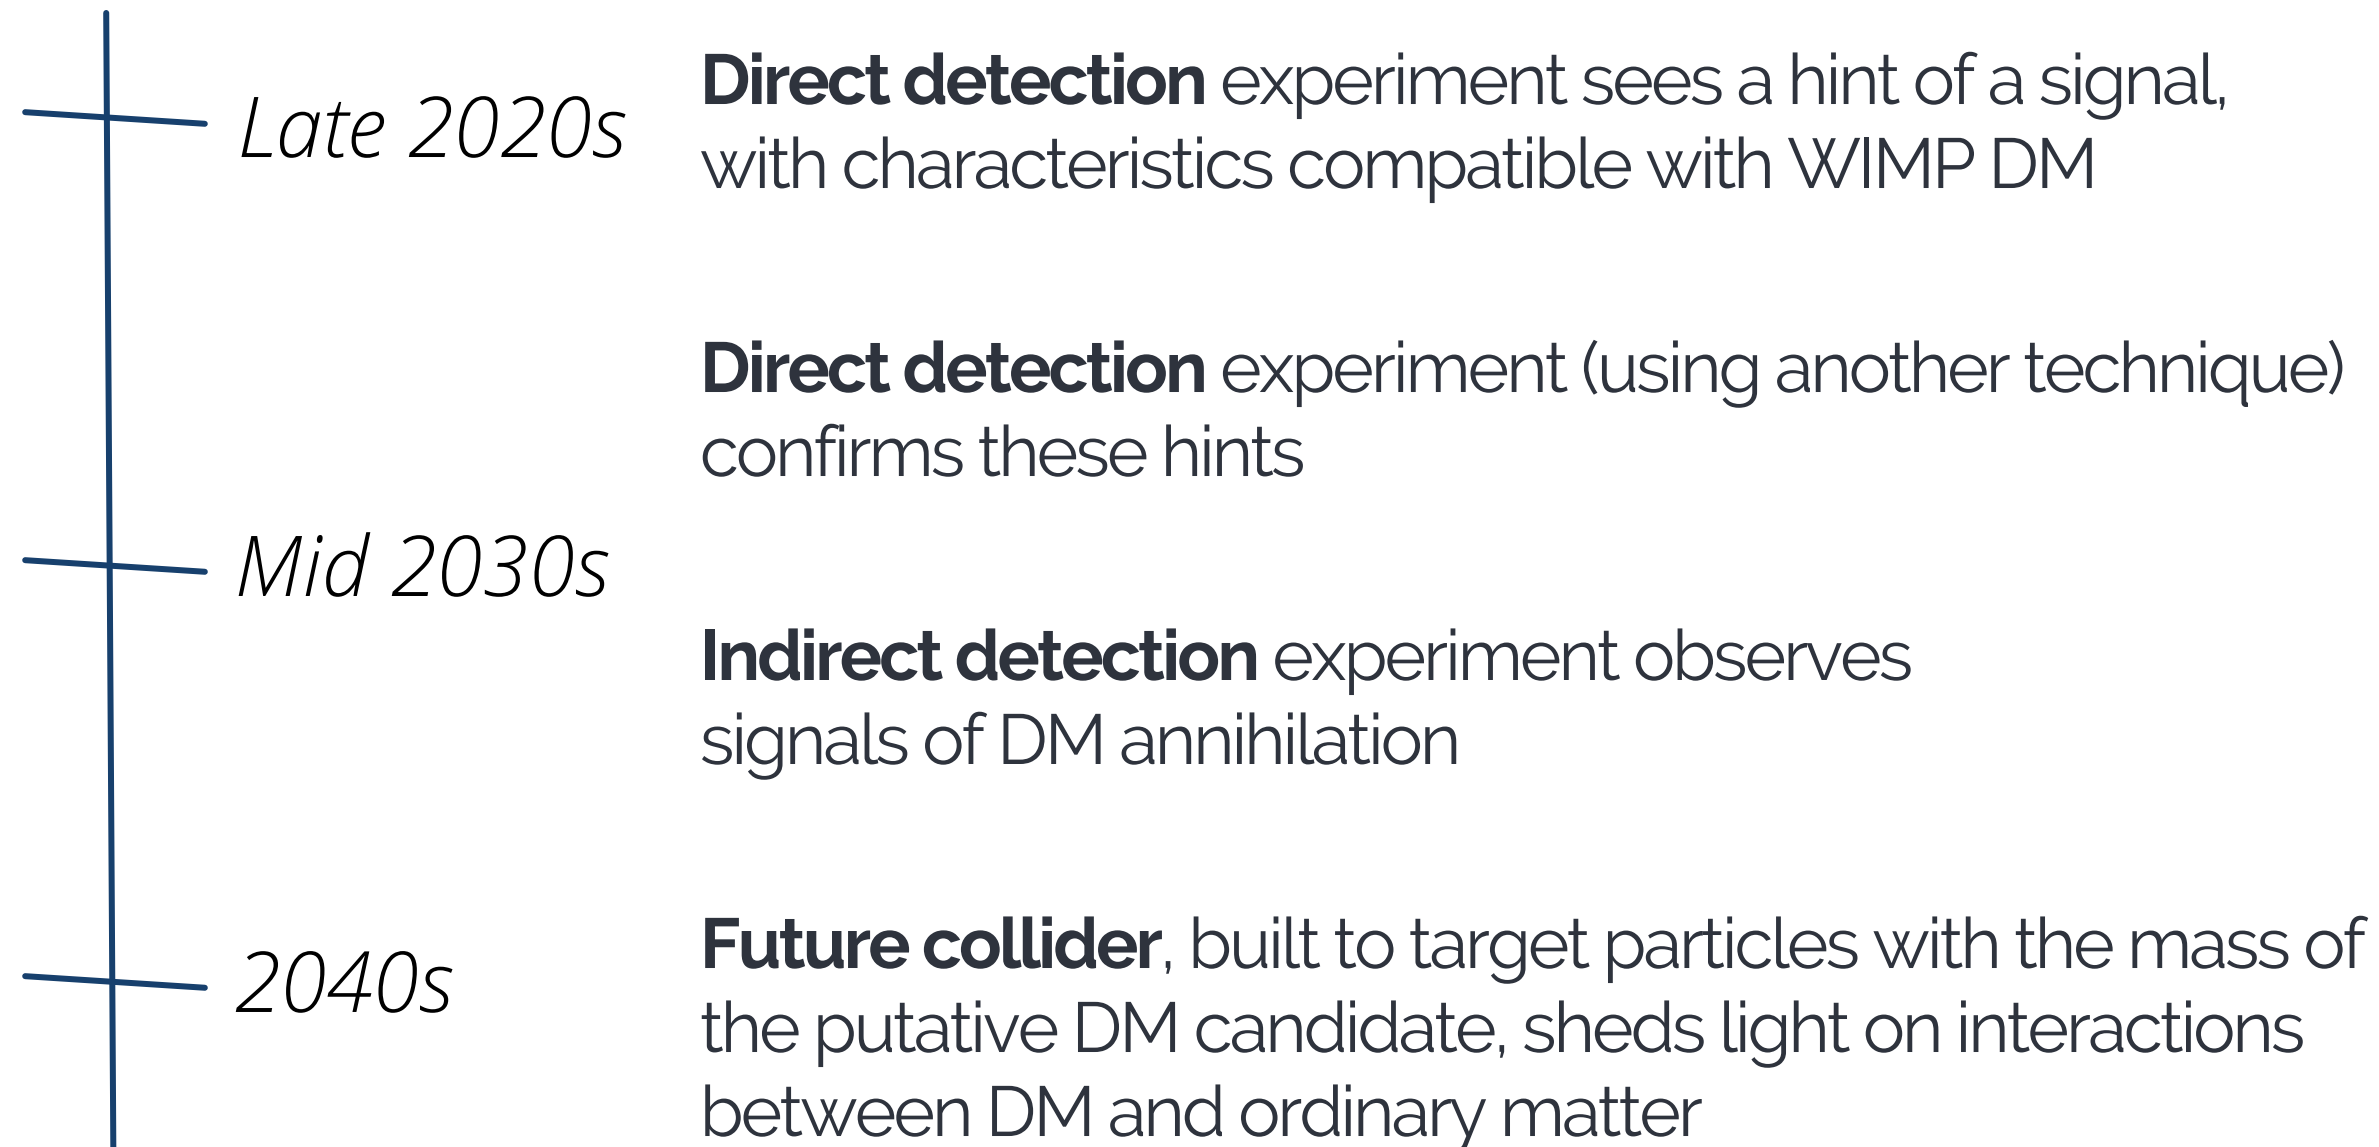 Late 2020s
Direct detection experiment sees a hint of a signal,
with characteristics compatible with WIMP DM
Direct detection experiment (using another technique)
confirms these hints
Mid 2030s
Indirect detection experiment observes
signals of DM annihilation
2040s
Future collider, built to target particles with the mass of
the putative DM candidate, sheds light on interactions
between DM and ordinary matter